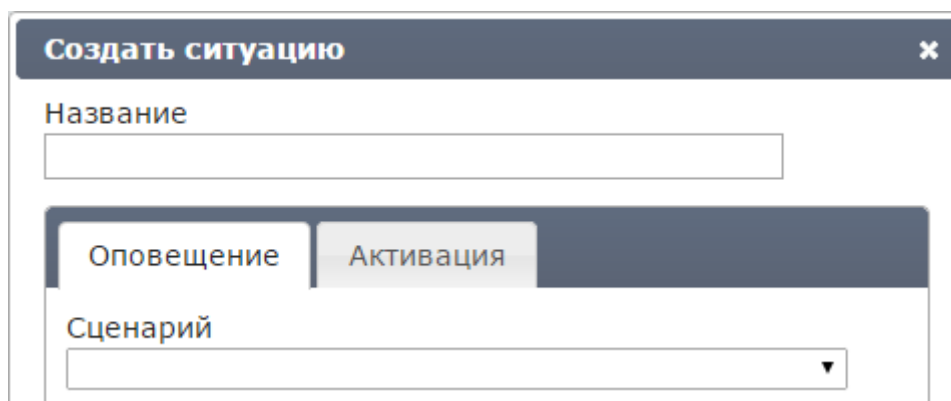 Создать ситуацию
Название
Оповещение Активация
Сценарий